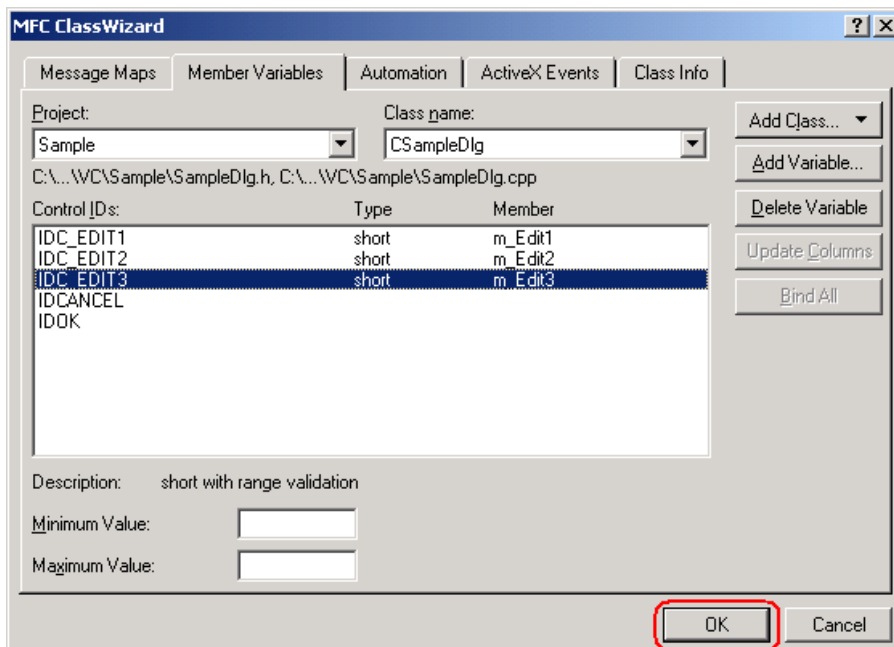 MFC ClassWizard
Message Maps Member Variables Automation ActiveX Events Class Info
Project: Class name:
Sample CSampleDlg
Add Class...
C:\...\VC\Sample\SampleDlg.h, C:\...\VC\Sample\SampleDlg.cpp
Add Variable...
Control IDs: Type Member
Delete Variable
IDC_EDIT1 short m_Edit1
IDC_EDIT2 short m_Edit2
Update Columns
IDC_EDIT3 short m_Edit3
IDCANCEL
Bind All
IDOK
Description: short with range validation
Minimum Value:
Maximum Value:
OK Cancel